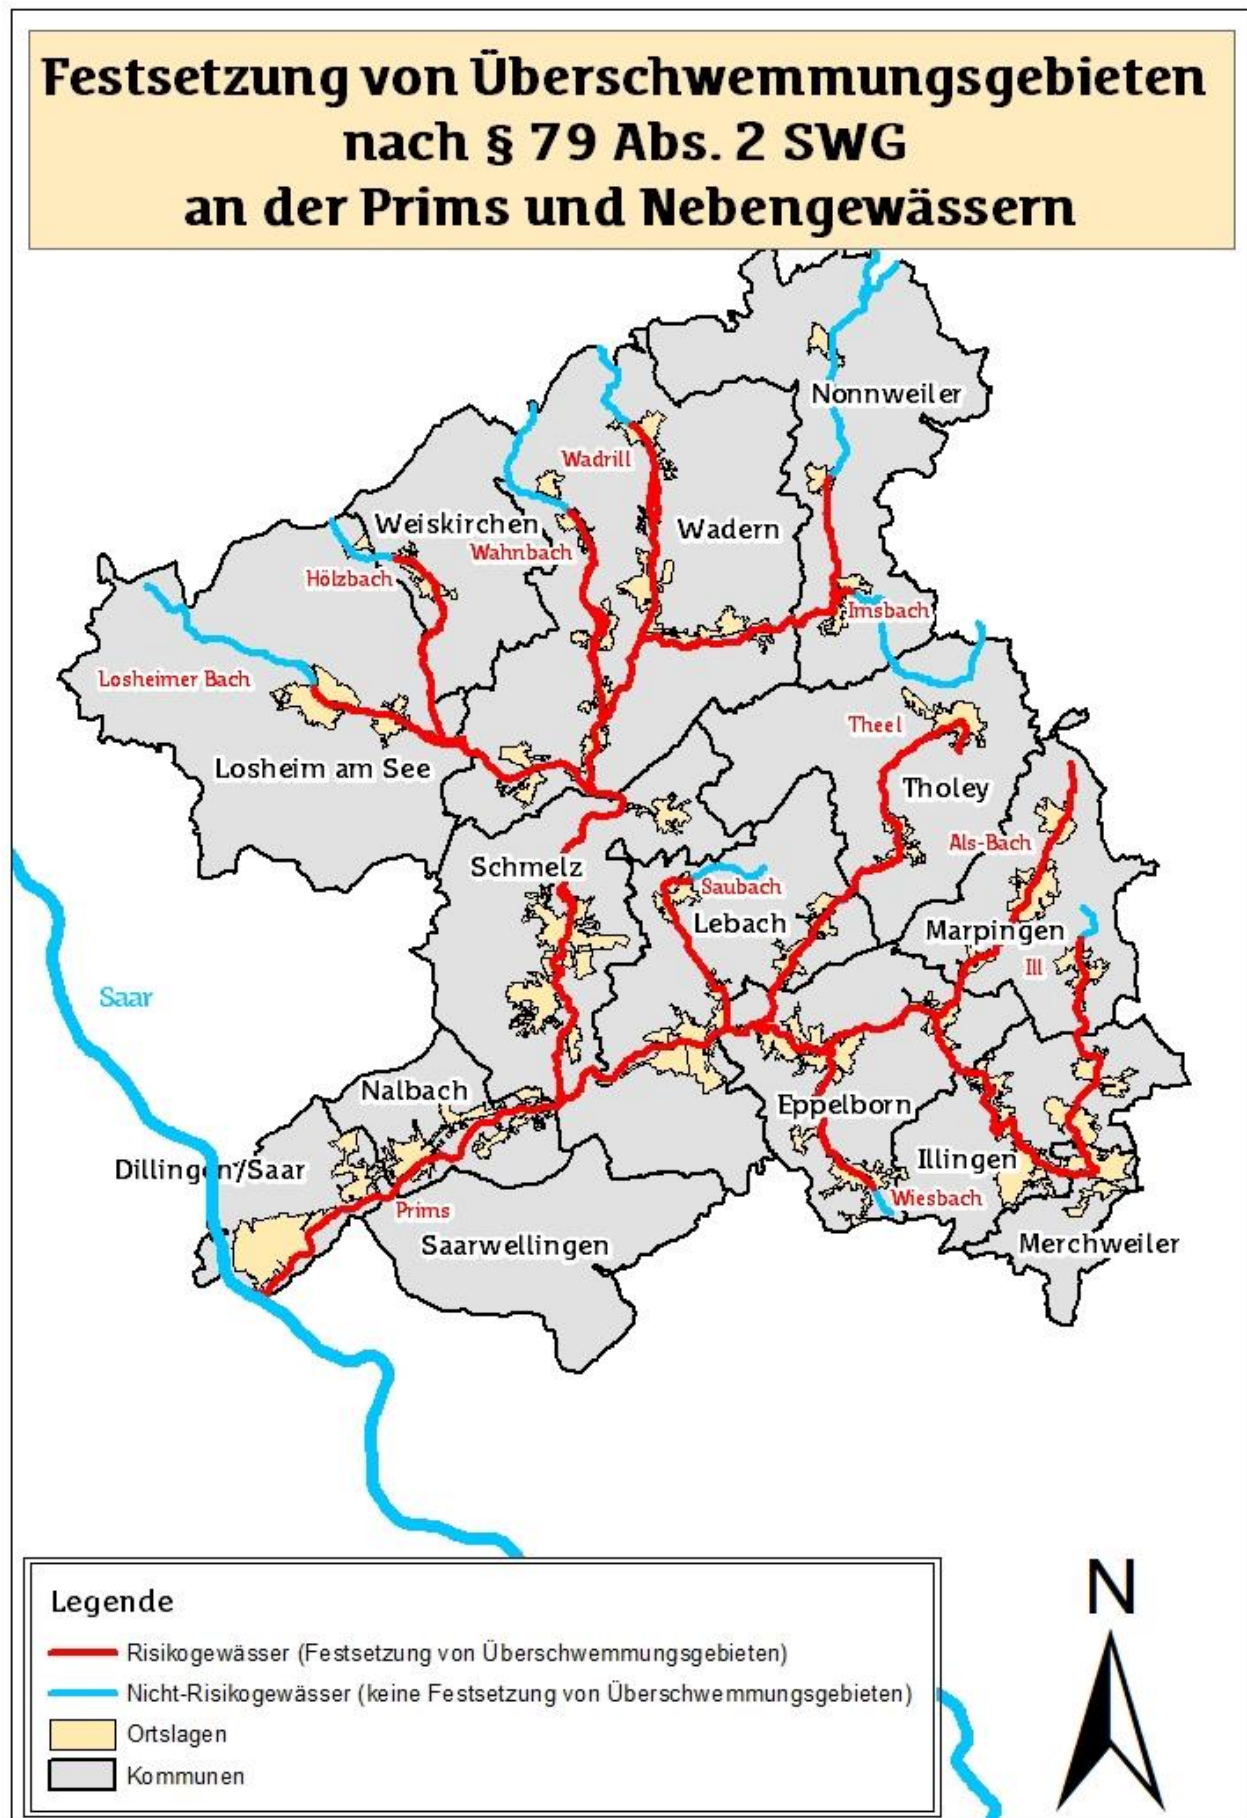 Festsetzung von Überschwemmungsgebieten
nach § 79 Abs. 2 SWG
an der Prims und Nebengewässern
Nonnweiler
Wadrill
Weiskirchen
Wadern
Wahnbach
Hölzbach
Imsbach
Losheimer Bach
Theel
Losheim am See
Tholey
Als-Bach
Schmelz
Saubach
Lebach
Marpingen
Ill
Saar
Nalbach
Eppelborn
Dillingen/Saar
Illingen
Wiesbach
Prims
Saarwellingen
Merchweiler
Legende
Risikogewässer (Festsetzung von Überschwemmungsgebieten)
Nicht-Risikogewässer (keine Festsetzung von Überschwemmungsgebieten)
Ortslagen
Kommunen
N